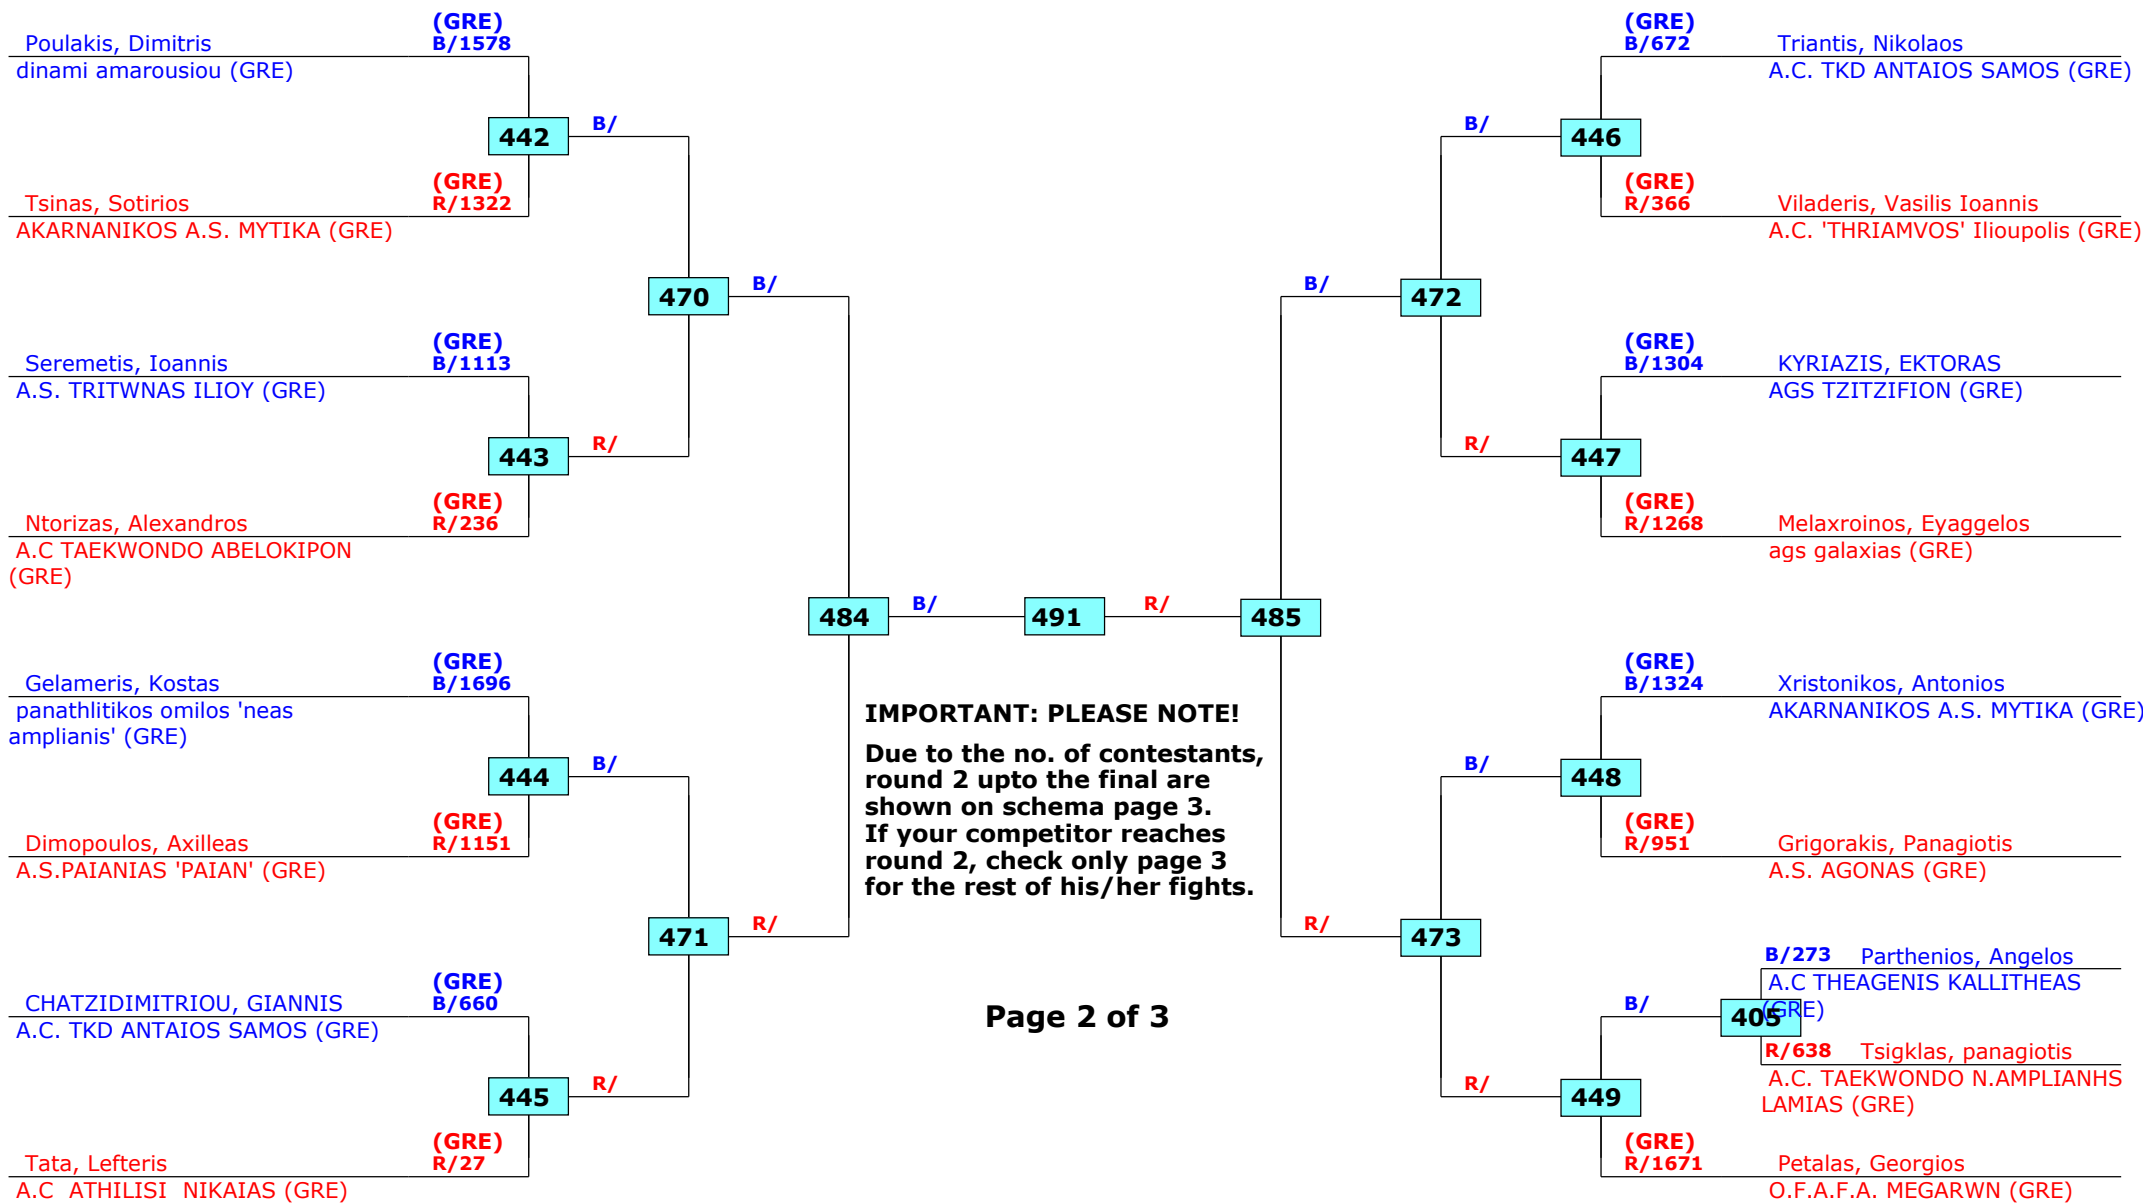 (GRE)
Poulakis, Dimitris B/1578
dinami amarousiou (GRE)
442 B/
(GRE)
Tsinas, Sotirios R/1322
AKARNANIKOS A.S. MYTIKA (GRE)
470 B/
(GRE)
Seremetis, Ioannis B/1113
A.S. TRITWNAS ILIOY (GRE)
443 R/
(GRE)
Ntorizas, Alexandros R/236
A.C TAEKWONDO ABELOKIPON
(GRE)
484 B/ 491 R/ 485
(GRE)
Gelameris, Kostas B/1696
panathlitikos omilos 'neas
amplianis' (GRE)
444 B/
(GRE)
Dimopoulos, Axilleas R/1151
A.S.PAIANIAS 'PAIAN' (GRE)
471 R/
(GRE)
CHATZIDIMITRIOU, GIANNIS B/660
A.C. TKD ANTAIOS SAMOS (GRE)
445 R/
(GRE)
Tata, Lefteris R/27
A.C  ATHILISI  NIKAIAS (GRE)
IMPORTANT: PLEASE NOTE!
Due to the no. of contestants,
round 2 upto the final are
shown on schema page 3.
If your competitor reaches
round 2, check only page 3
for the rest of his/her fights.
Page 2 of 3
(GRE)
B/672 Triantis, Nikolaos
A.C. TKD ANTAIOS SAMOS (GRE)
B/ 446
(GRE)
R/366 Viladeris, Vasilis Ioannis
A.C. 'THRIAMVOS' Ilioupolis (GRE)
B/ 472
(GRE)
B/1304 KYRIAZIS, EKTORAS
AGS TZITZIFION (GRE)
R/ 447
(GRE)
R/1268 Melaxroinos, Eyaggelos
ags galaxias (GRE)
(GRE)
B/1324 Xristonikos, Antonios
AKARNANIKOS A.S. MYTIKA (GRE)
B/ 448
(GRE)
R/951 Grigorakis, Panagiotis
A.S. AGONAS (GRE)
R/ 473
B/273 Parthenios, Angelos
A.C THEAGENIS KALLITHEAS
(GRE)
B/ 405
R/638 Tsigklas, panagiotis
A.C. TAEKWONDO N.AMPLIANHS
LAMIAS (GRE)
R/ 449
(GRE)
R/1671 Petalas, Georgios
O.F.A.F.A. MEGARWN (GRE)